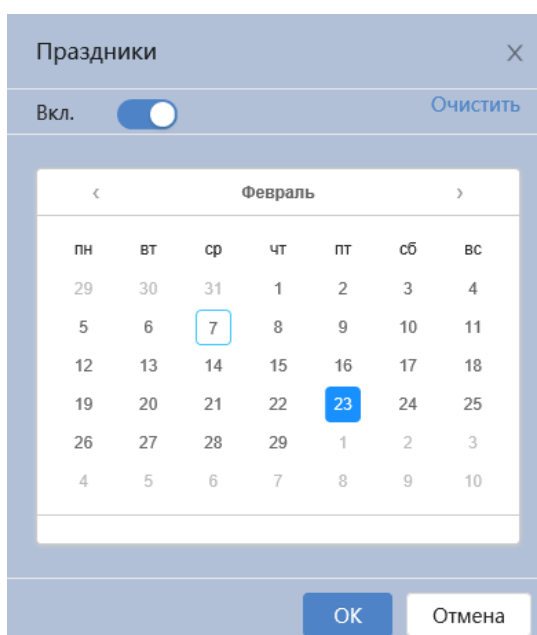 Праздники
Вкл. Очистить
Февраль
пн вт ср чт пт сб вс
29 30 31 1 2 3 4
5 6 7 8 9 10 11
12 13 14 15 16 17 18
19 20 21 22 23 24 25
26 27 28 29 1 2 3
4 5 6 7 8 9 10
OK Отмена